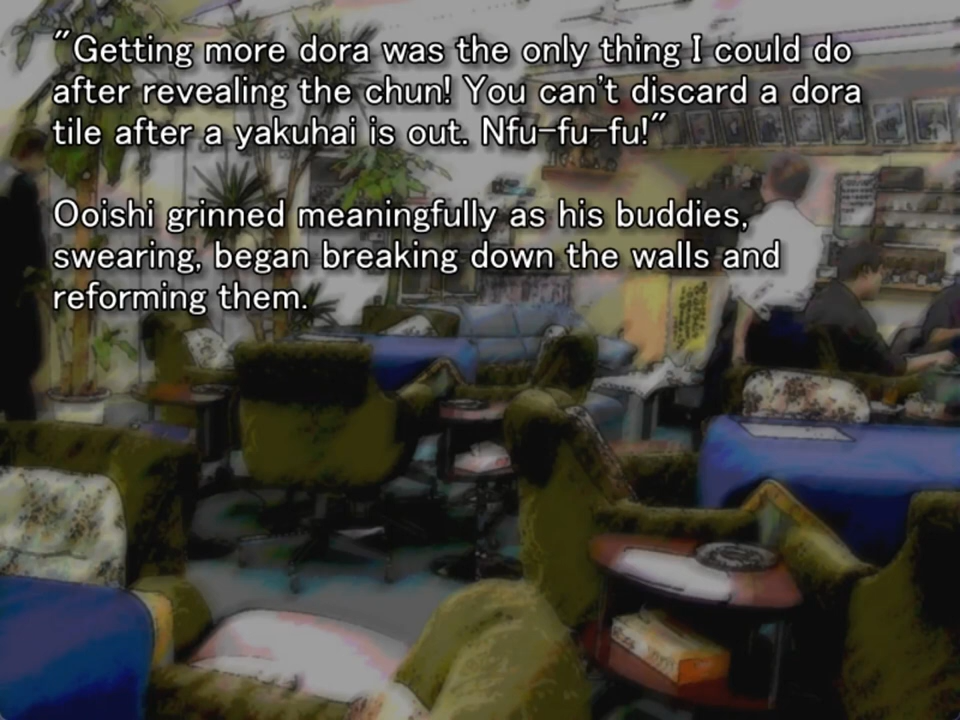 "Getting more dora was the only thing I could do
after revealing the chun! You can't discard a dora
tile after a yakuhai is out. Nfu-fu-fu!"
Ooishi grinned meaningfully as his buddies,
swearing, began breaking down the walls and
reforming them.